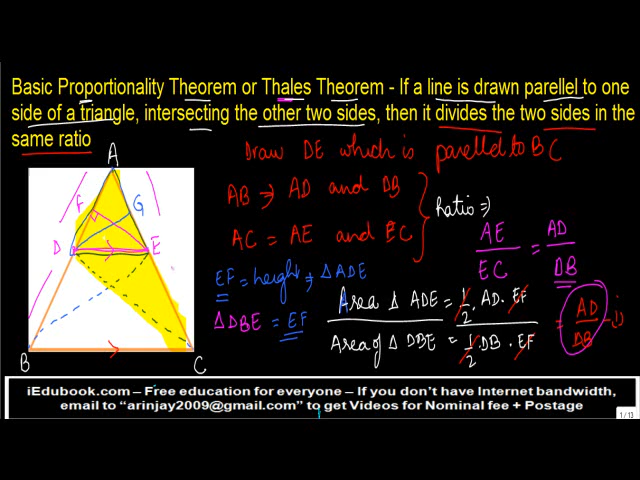 Basic Proportionality Theorem or Thales Theorem - If a line is drawn parellel to one
side of a triangle, intersecting the other two sides, then it divides the two sides in the
same ratio
Draw DE which is parellel to BC
A
F
G
D
E
B
C
AB → AD and DB
AC = AE and EC
Ratio ⇒
AE/EC = AD/DB
EF = height of ΔADE
ΔDBE = EF
Area Δ ADE = 1/2 . AD . EF
Area of Δ DBE = 1/2 . DB . EF
= AD/DB - i)
iEdubook.com – Free education for everyone – If you don't have Internet bandwidth,
email to “arinjay2009@gmail.com” to get Videos for Nominal fee + Postage
1 / 13